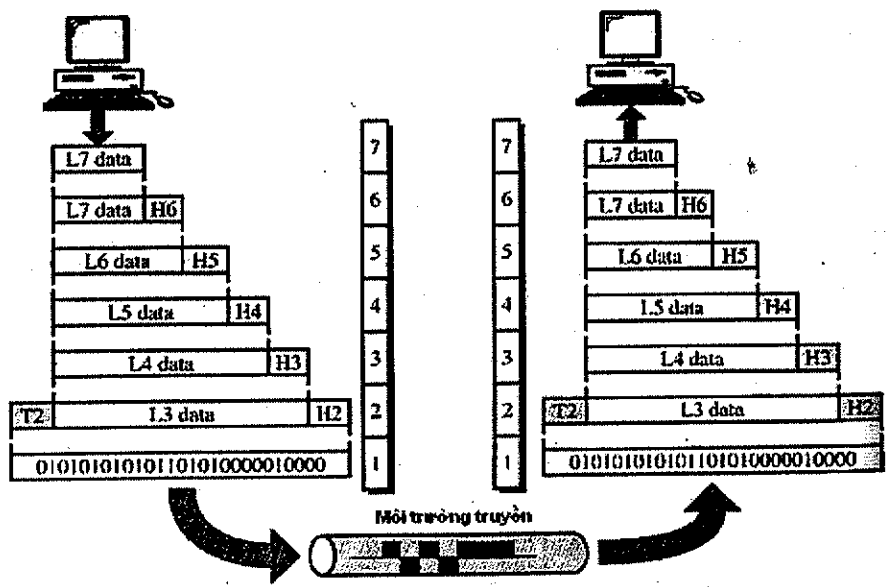 L7 data
L7 data H6
L6 data H5
L5 data H4
L4 data H3
T2 L3 data H2
010101010101101010000010000
7
6
5
4
3
2
1
7
6
5
4
3
2
1
L7 data
L7 data H6
L6 data H5
L5 data H4
L4 data H3
T2 L3 data H2
010101010101101010000010000
Môi trường truyền